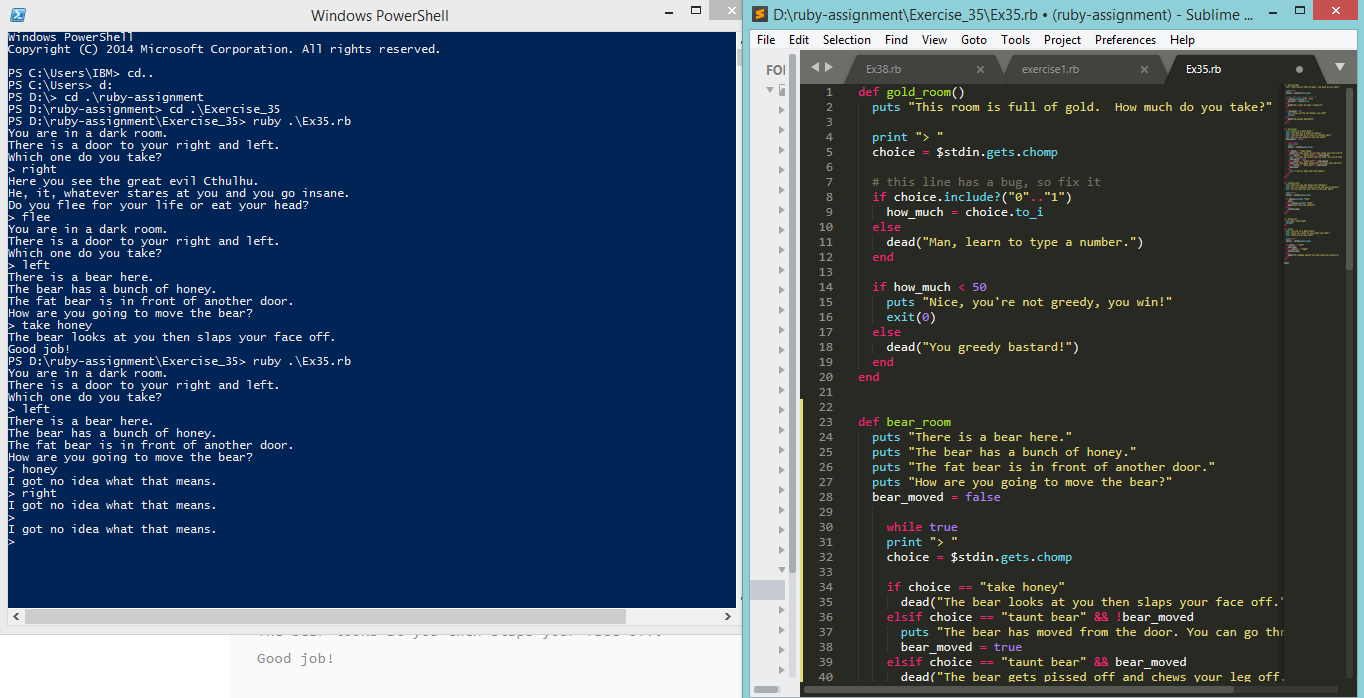 Windows PowerShell
Windows PowerShell
Copyright (C) 2014 Microsoft Corporation. All rights reserved.
PS C:\Users\IBM> cd..
PS C:\Users> d:
PS D:\> cd .\ruby-assignment
PS D:\ruby-assignment> cd .\Exercise_35
PS D:\ruby-assignment\Exercise_35> ruby .\Ex35.rb
You are in a dark room.
There is a door to your right and left.
Which one do you take?
> right
Here you see the great evil Cthulhu.
He, it, whatever stares at you and you go insane.
Do you flee for your life or eat your head?
> flee
You are in a dark room.
There is a door to your right and left.
Which one do you take?
> left
There is a bear here.
The bear has a bunch of honey.
The fat bear is in front of another door.
How are you going to move the bear?
> take honey
The bear looks at you then slaps your face off.
Good job!
PS D:\ruby-assignment\Exercise_35> ruby .\Ex35.rb
You are in a dark room.
There is a door to your right and left.
Which one do you take?
> left
There is a bear here.
The bear has a bunch of honey.
The fat bear is in front of another door.
How are you going to move the bear?
> honey
I got no idea what that means.
> right
I got no idea what that means.
>
I got no idea what that means.
>
The bear looks at you then slaps your face off.
Good job!
D:\ruby-assignment\Exercise_35\Ex35.rb • (ruby-assignment) - Sublime ...
File Edit Selection Find View Goto Tools Project Preferences Help
FO
Ex38.rb exercise1.rb Ex35.rb
1 def gold_room()
2 puts "This room is full of gold.  How much do you take?"
3
4 print "> "
5 choice = $stdin.gets.chomp
6
7 # this line has a bug, so fix it
8 if choice.include?("0".."1")
9 how_much = choice.to_i
10 else
11 dead("Man, learn to type a number.")
12 end
13
14 if how_much < 50
15 puts "Nice, you're not greedy, you win!"
16 exit(0)
17 else
18 dead("You greedy bastard!")
19 end
20 end
21
22
23 def bear_room
24 puts "There is a bear here."
25 puts "The bear has a bunch of honey."
26 puts "The fat bear is in front of another door."
27 puts "How are you going to move the bear?"
28 bear_moved = false
29
30 while true
31 print "> "
32 choice = $stdin.gets.chomp
33
34 if choice == "take honey"
35 dead("The bear looks at you then slaps your face off."
36 elsif choice == "taunt bear" && !bear_moved
37 puts "The bear has moved from the door. You can go thr
38 bear_moved = true
39 elsif choice == "taunt bear" && bear_moved
40 dead("The bear gets pissed off and chews your leg off.